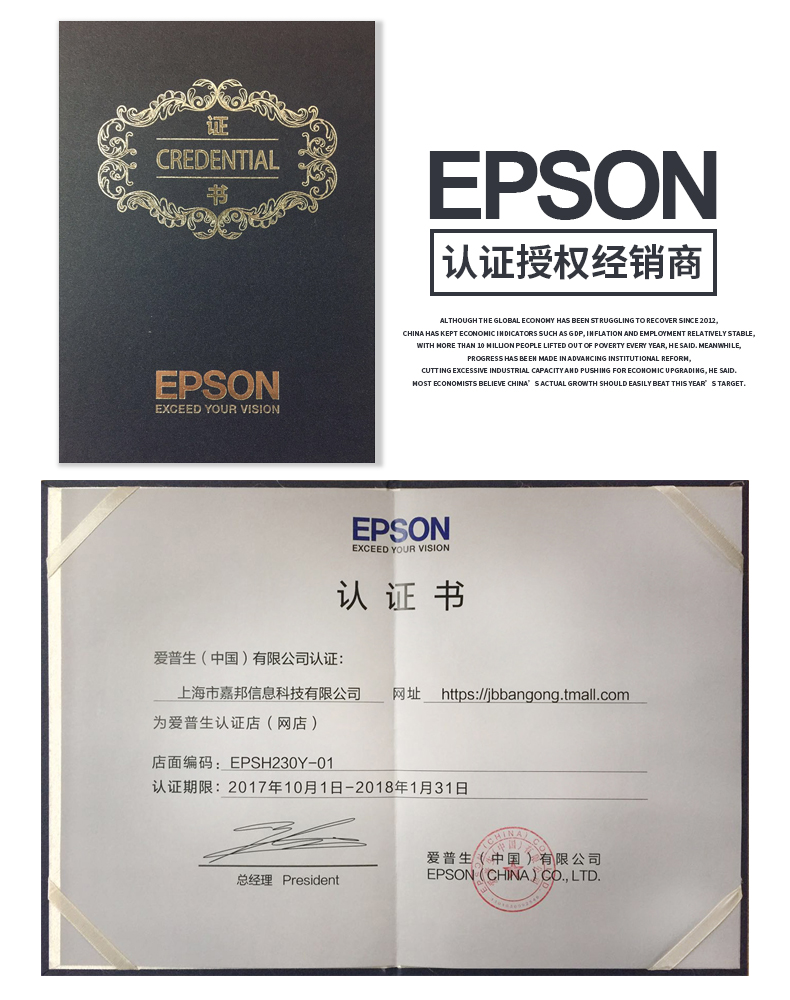 证
CREDENTIAL
书
EPSON
EXCEED YOUR VISION
EPSON
认证授权经销商
ALTHOUGH THE GLOBAL ECONOMY HAS BEEN STRUGGLING TO RECOVER SINCE 2012,
CHINA HAS KEPT ECONOMIC INDICATORS SUCH AS GDP, INFLATION AND EMPLOYMENT RELATIVELY STABLE,
WITH MORE THAN 10 MILLION PEOPLE LIFTED OUT OF POVERTY EVERY YEAR, HE SAID. MEANWHILE,
PROGRESS HAS BEEN MADE IN ADVANCING INSTITUTIONAL REFORM,
CUTTING EXCESSIVE INDUSTRIAL CAPACITY AND PUSHING FOR ECONOMIC UPGRADING, HE SAID.
MOST ECONOMISTS BELIEVE CHINA'S ACTUAL GROWTH SHOULD EASILY BEAT THIS YEAR'S TARGET.
EPSON
EXCEED YOUR VISION
认证书
爱普生(中国)有限公司认证:
上海市嘉邦信息科技有限公司 网址 https://jbbangong.tmall.com
为爱普生认证店(网店)
店面编码: EPSH230Y-01
认证期限: 2017年10月1日-2018年1月31日
总经理 President
爱普生(中国)有限公司
EPSON (CHINA) CO., LTD.